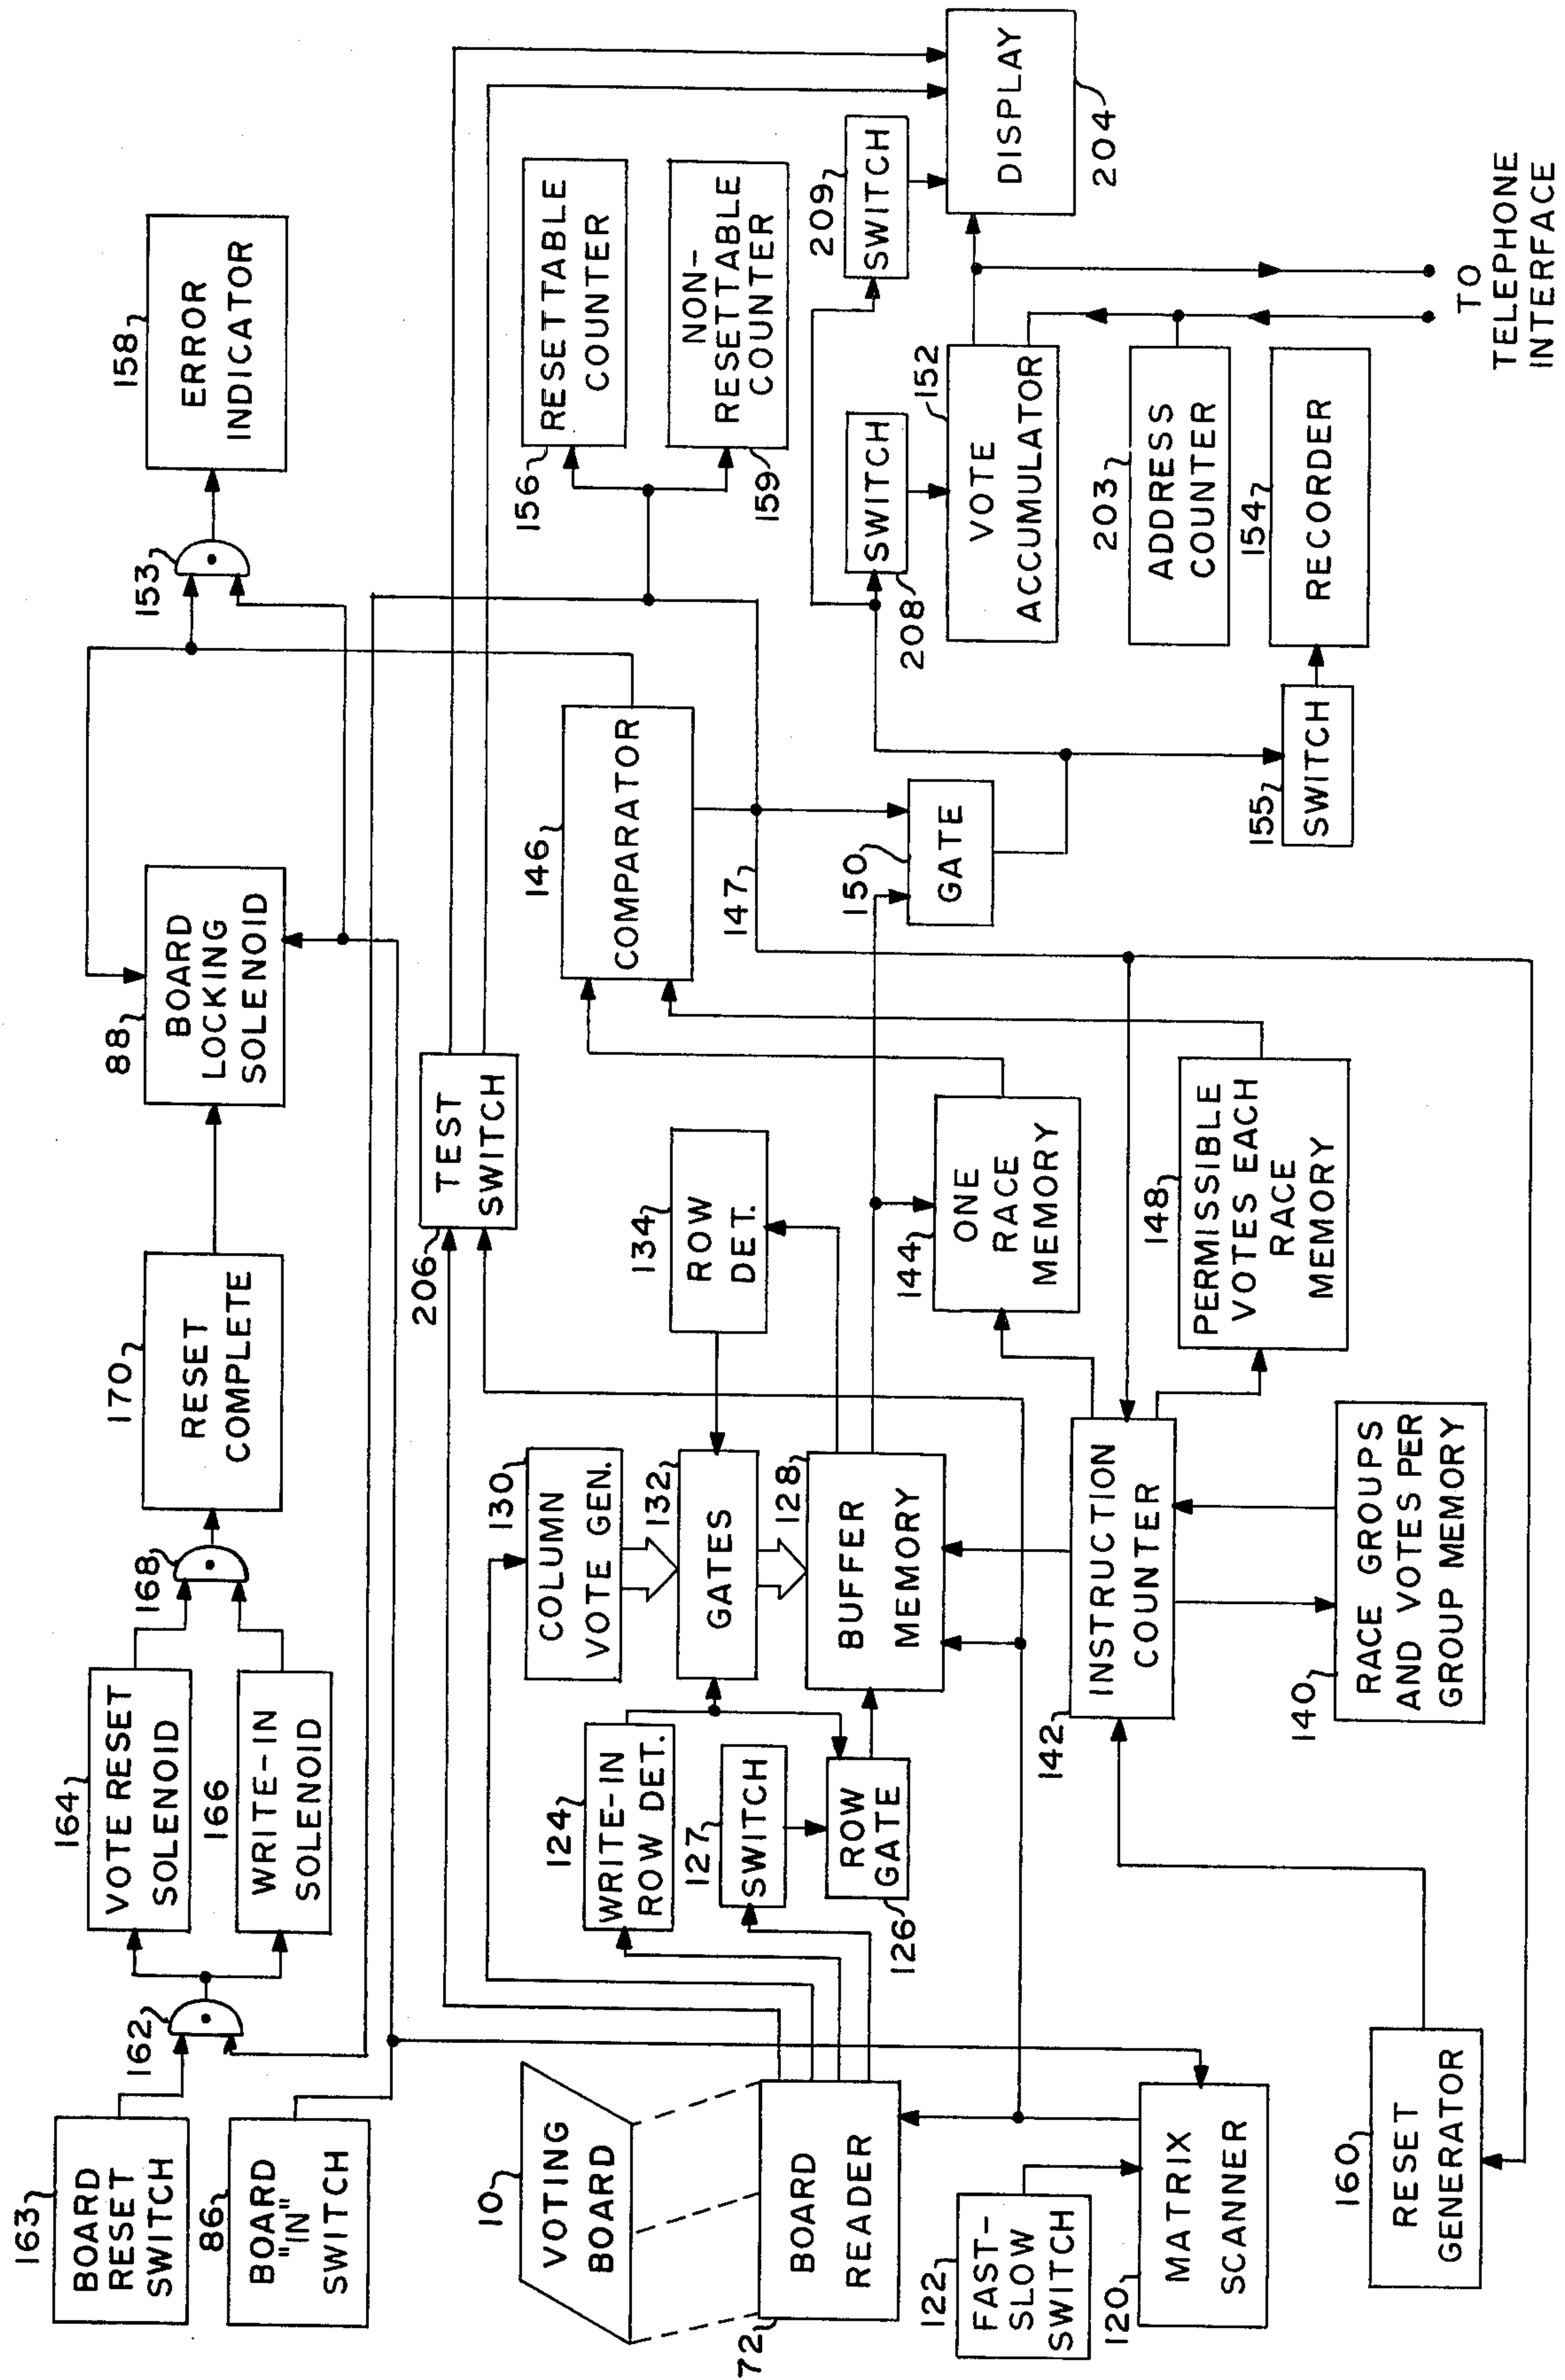 163
BOARD
RESET
SWITCH
86
BOARD
"IN"
SWITCH
162
164
VOTE RESET
SOLENOID
166
WRITE-IN
SOLENOID
168
170
RESET
COMPLETE
88
BOARD
LOCKING
SOLENOID
153
158
ERROR
INDICATOR
206
TEST
SWITCH
10
VOTING
BOARD
72
BOARD
READER
122
FAST-
SLOW
SWITCH
120
MATRIX
SCANNER
160
RESET
GENERATOR
130
COLUMN
VOTE GEN.
124
WRITE-IN
ROW DET.
127
SWITCH
126
ROW
GATE
132
GATES
128
BUFFER
MEMORY
134
ROW
DET.
142
INSTRUCTION
COUNTER
140
RACE GROUPS
AND VOTES PER
GROUP MEMORY
144
ONE
RACE
MEMORY
148
PERMISSIBLE
VOTES EACH
RACE
MEMORY
146
COMPARATOR
147
150
GATE
156
RESETTABLE
COUNTER
159
NON-
RESETTABLE
COUNTER
208
SWITCH
209
SWITCH
152
VOTE
ACCUMULATOR
203
ADDRESS
COUNTER
155
SWITCH
154
RECORDER
DISPLAY
204
TO
TELEPHONE
INTERFACE